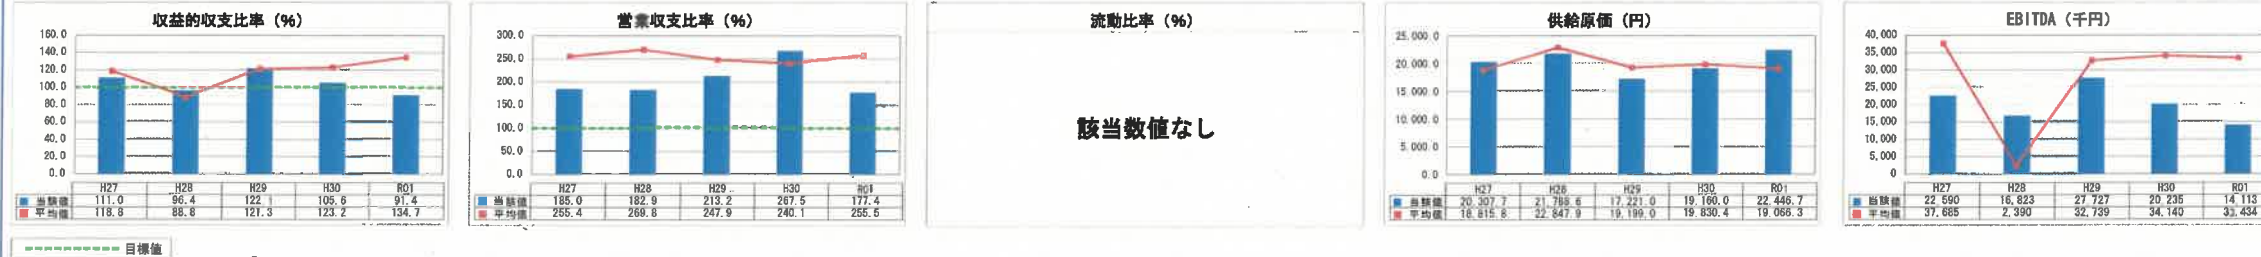 収益的収支比率（%）
160.0
140.0
120.0
100.0
80.0
60.0
40.0
20.0
0.0
H27 H28 H29 H30 R01
当該値 111.0 96.4 122.1 105.6 91.4
平均値 118.8 88.8 121.3 123.2 134.7
目標値
営業収支比率（%）
300.0
250.0
200.0
150.0
100.0
50.0
0.0
H27 H28 H29 H30 R01
当該値 185.0 182.9 213.2 267.5 177.4
平均値 255.4 269.8 247.9 240.1 255.5
流動比率（%）
該当数値なし
供給原価（円）
25,000.0
20,000.0
15,000.0
10,000.0
5,000.0
0.0
H27 H28 H29 H30 R01
当該値 20,307.7 21,788.6 17,221.0 19,160.0 22,446.7
平均値 18,815.8 22,847.9 19,199.0 19,830.4 19,066.3
EBITDA（千円）
40,000
35,000
30,000
25,000
20,000
15,000
10,000
5,000
0
H27 H28 H29 H30 R01
当該値 22,590 16,823 27,727 20,235 14,113
平均値 37,685 2,390 32,739 34,140